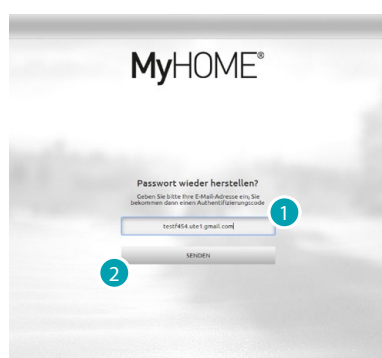 MyHOME®
Passwort wieder herstellen?
Geben Sie bitte Ihre E-Mail-Adresse ein; Sie
bekommen dann einen Authentifizierungscode
1
testf454.ute1.gmail.com
SENDEN
2